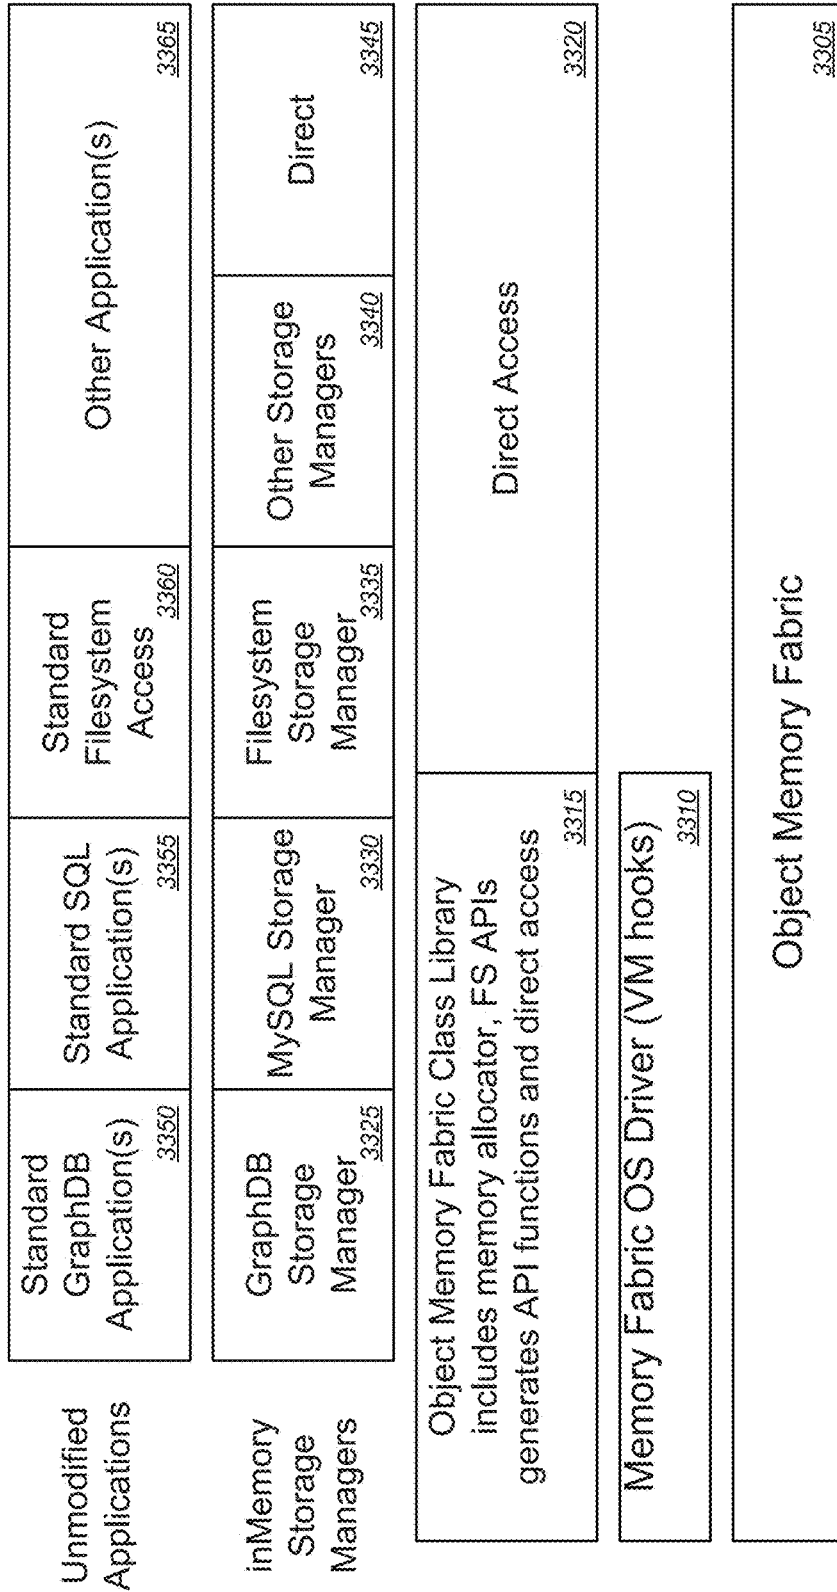 Unmodified
Applications
Standard
GraphDB
Application(s)
3350
Standard SQL
Application(s)
3355
Standard
Filesystem
Access
3360
Other Application(s)
3365
inMemory
Storage
Managers
GraphDB
Storage
Manager
3325
MySQL Storage
Manager
3330
Filesystem
Storage
Manager
3335
Other Storage
Managers
3340
Direct
3345
Object Memory Fabric Class Library
includes memory allocator, FS APIs
generates API functions and direct access
3315
Direct Access
3320
Memory Fabric OS Driver (VM hooks)
3310
Object Memory Fabric
3305